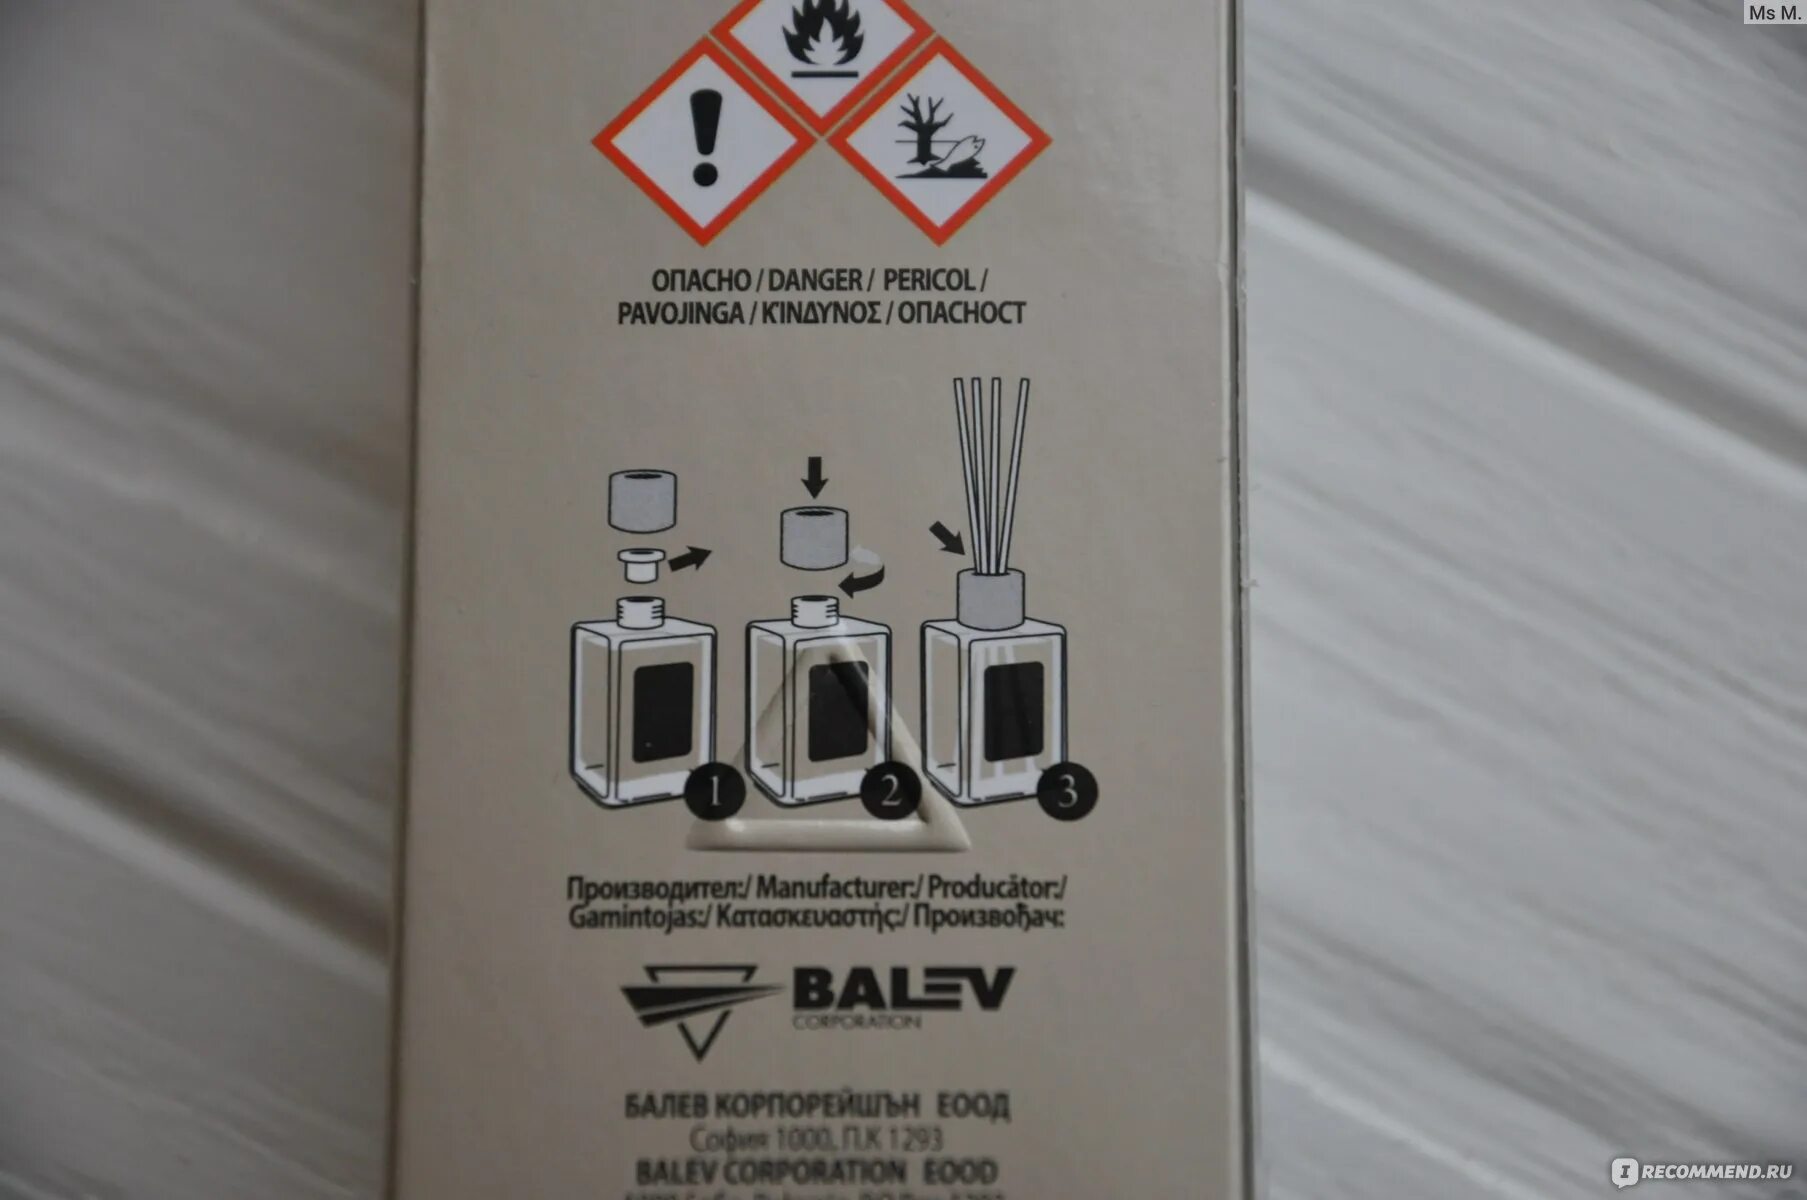 Ms M.
ОПАСНО / DANGER / PERICOL /
PAVOJINGA / ΚΊΝΔΥΝΟΣ / ОПАСНОСТ
1 2 3
Производител:/ Manufacturer:/ Producător:/
Gamintojas:/ Κατασκευαστής:/ Произвођач:
BALEV
CORPORATION
БАЛЕВ КОРПОРЕЙШЪН ЕООД
София 1000, П.К 1293
BALEV CORPORATION EOOD
IRECOMMEND.RU